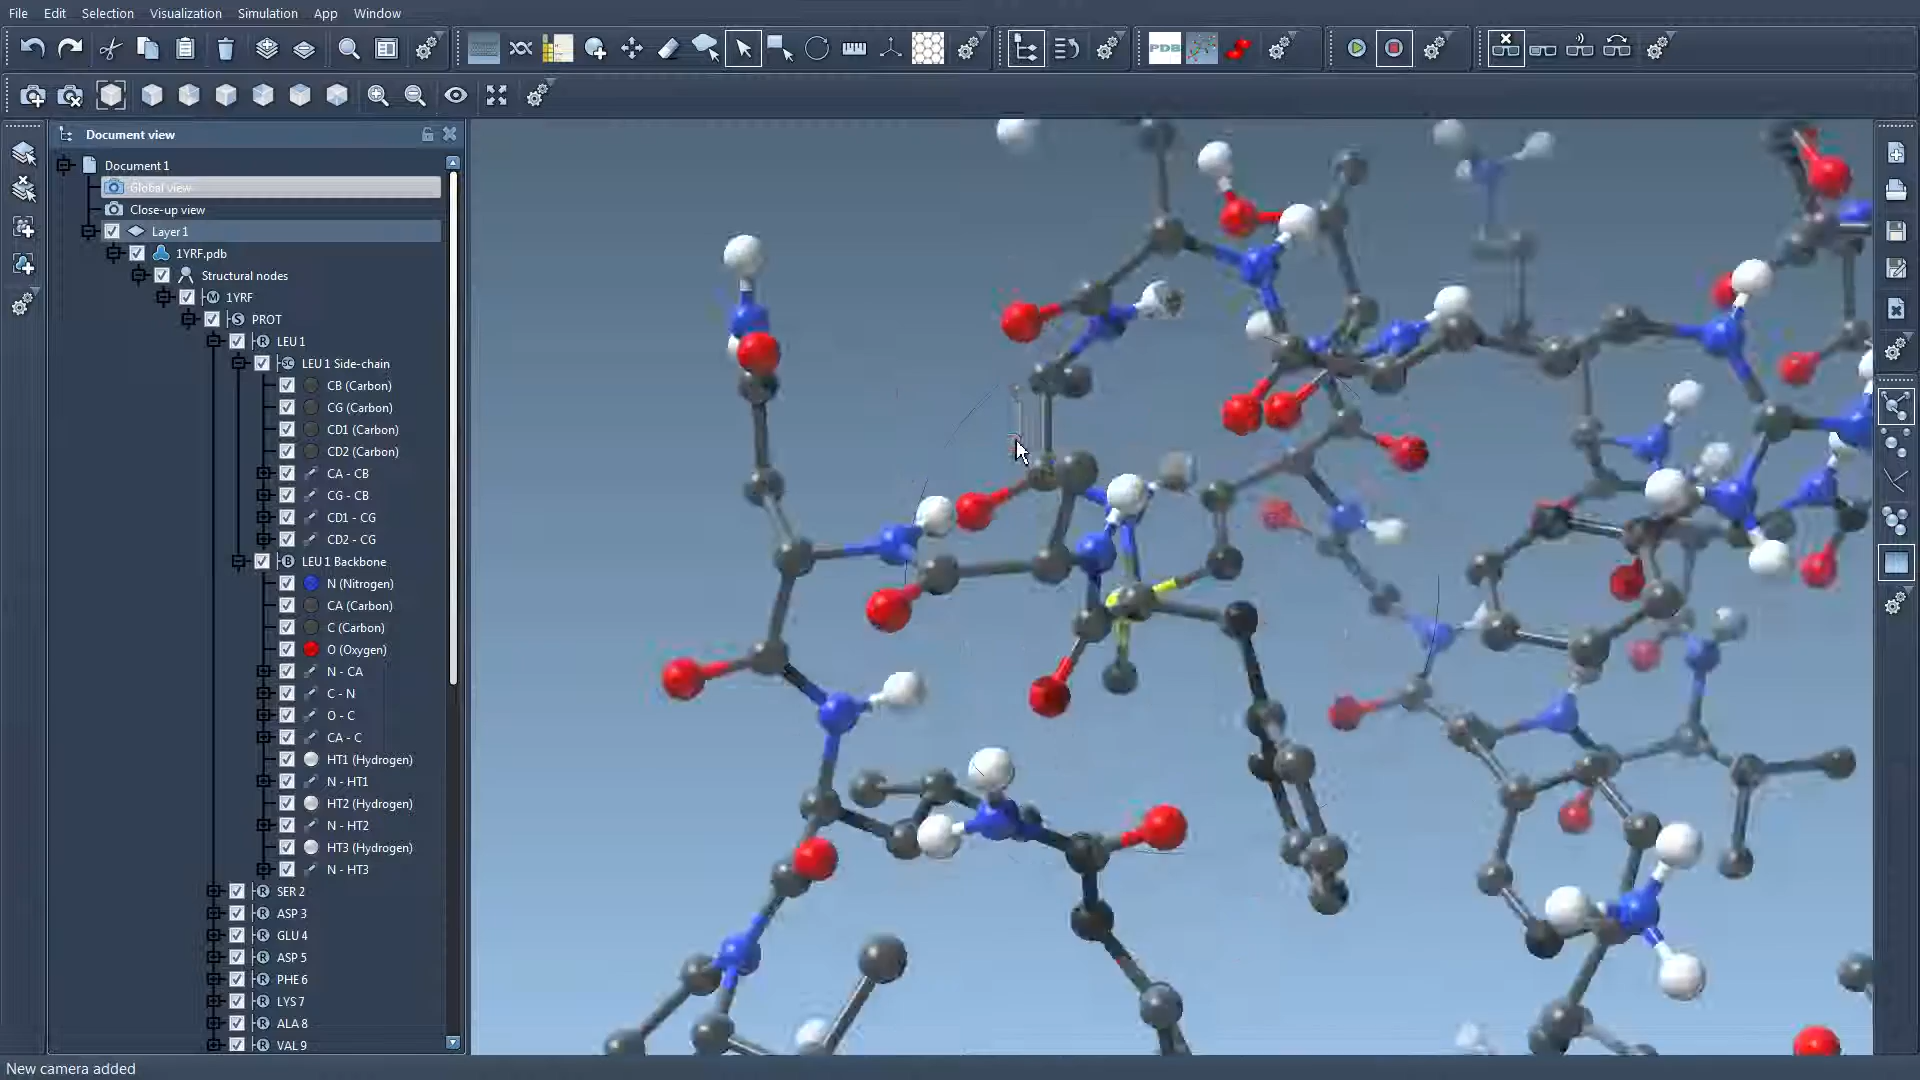 File Edit Selection Visualization Simulation App Window
PDB
Document view
Document 1
Global view
Close-up view
Layer 1
1YRF.pdb
Structural nodes
M 1YRF
S PROT
R LEU 1
SC LEU 1 Side-chain
CB (Carbon)
CG (Carbon)
CD1 (Carbon)
CD2 (Carbon)
CA - CB
CG - CB
CD1 - CG
CD2 - CG
B LEU 1 Backbone
N (Nitrogen)
CA (Carbon)
C (Carbon)
O (Oxygen)
N - CA
C - N
O - C
CA - C
HT1 (Hydrogen)
N - HT1
HT2 (Hydrogen)
N - HT2
HT3 (Hydrogen)
N - HT3
R SER 2
R ASP 3
R GLU 4
R ASP 5
R PHE 6
R LYS 7
R ALA 8
R VAL 9
New camera added